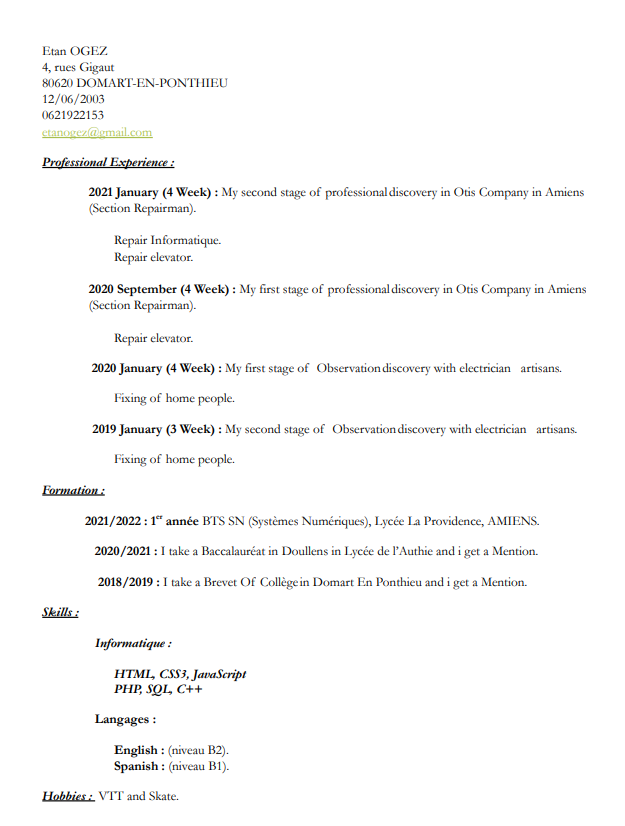 Etan OGEZ
4, rues Gigaut
80620 DOMART-EN-PONTHIEU
12/06/2003
0621922153
etanogez@gmail.com
Professional Experience :
2021 January (4 Week) : My second stage of professional discovery in Otis Company in Amiens
(Section Repairman).
Repair Informatique.
Repair elevator.
2020 September (4 Week) : My first stage of professional discovery in Otis Company in Amiens
(Section Repairman).
Repair elevator.
2020 January (4 Week) : My first stage of Observation discovery with electrician artisans.
Fixing of home people.
2019 January (3 Week) : My second stage of Observation discovery with electrician artisans.
Fixing of home people.
Formation :
2021/2022 : 1er année BTS SN (Systèmes Numériques), Lycée La Providence, AMIENS.
2020/2021 : I take a Baccalauréat in Doullens in Lycée de l'Authie and i get a Mention.
2018/2019 : I take a Brevet Of Collège in Domart En Ponthieu and i get a Mention.
Skills :
Informatique :
HTML, CSS3, JavaScript
PHP, SQL, C++
Langages :
English : (niveau B2).
Spanish : (niveau B1).
Hobbies : VTT and Skate.